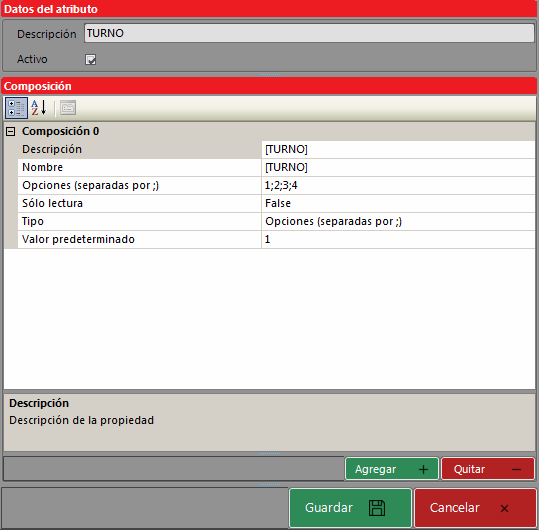 Datos del atributo
Descripción TURNO
Activo
Composición
A
Z
Composición 0
Descripción [TURNO]
Nombre [TURNO]
Opciones (separadas por ;) 1;2;3;4
Sólo lectura False
Tipo Opciones (separadas por ;)
Valor predeterminado 1
Descripción
Descripción de la propiedad
Agregar + Quitar −
Guardar Cancelar ×